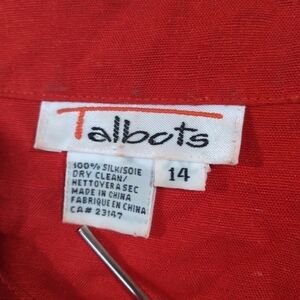 Talbots
14
100% SILK/SOIE
DRY CLEAN/
NETTOYER A SEC
MADE IN CHINA
FABRIQUE EN CHINA
CA# 23147